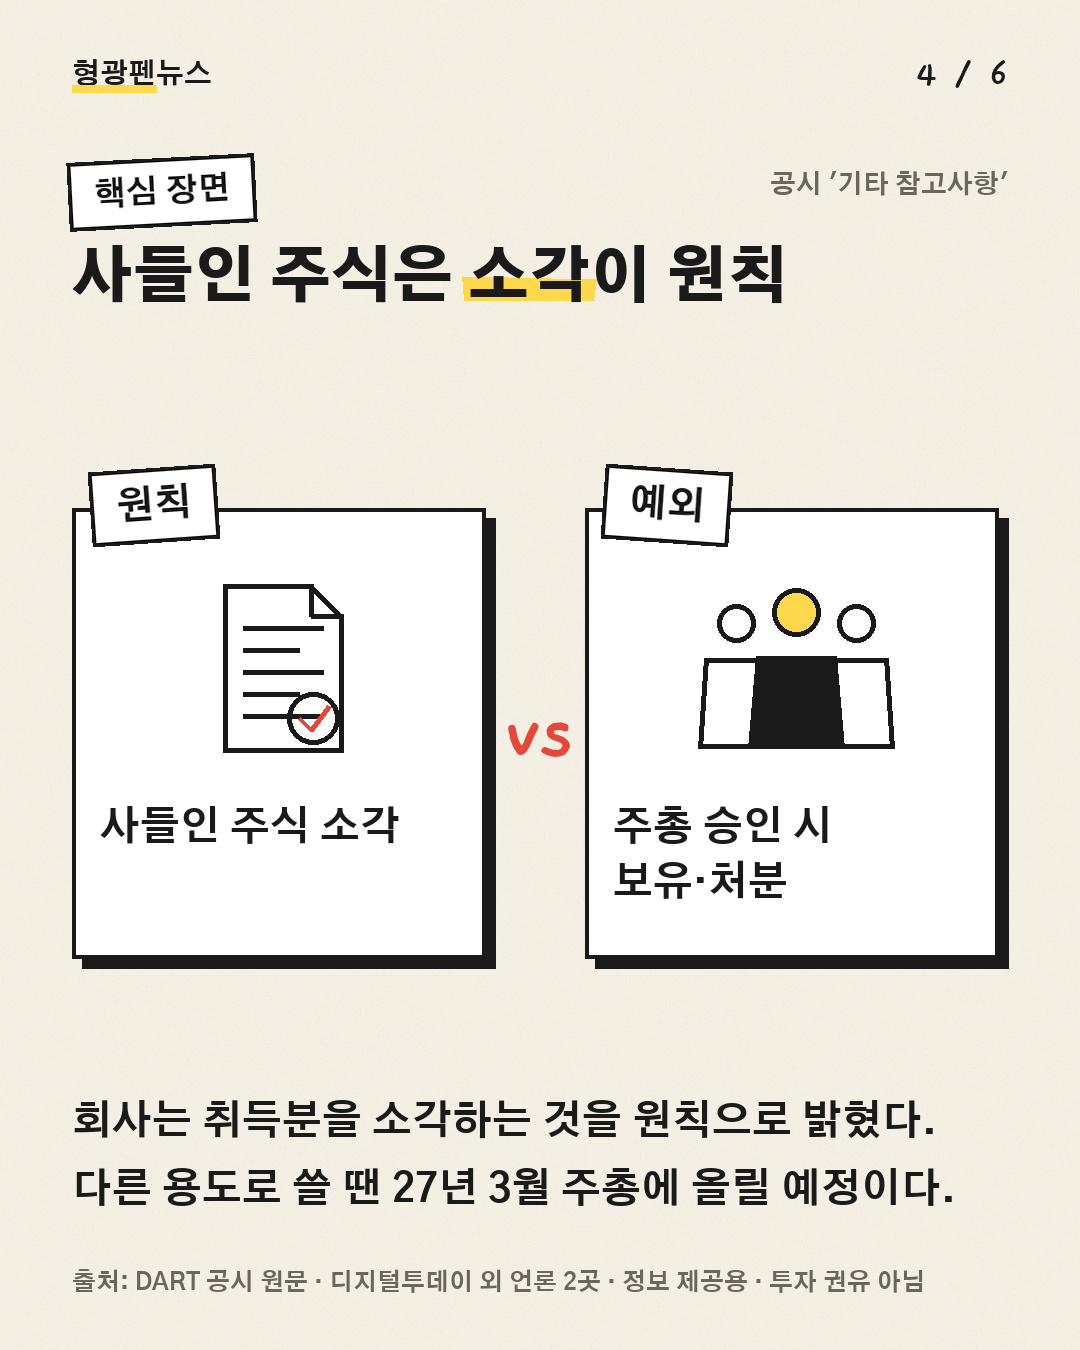 형광펜뉴스
4 / 6
핵심 장면
공시 '기타 참고사항'
사들인 주식은 소각이 원칙
원칙
예외
vs
사들인 주식 소각
주총 승인 시
보유·처분
회사는 취득분을 소각하는 것을 원칙으로 밝혔다.
다른 용도로 쓸 땐 27년 3월 주총에 올릴 예정이다.
출처: DART 공시 원문 · 디지털투데이 외 언론 2곳 · 정보 제공용 · 투자 권유 아님